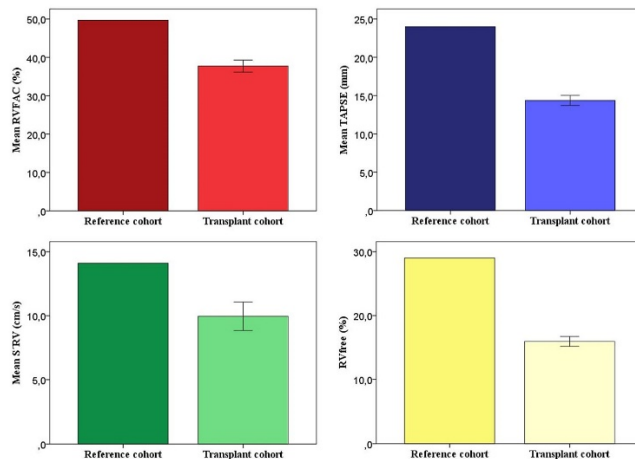 Mean RVFAC (%)
50,0
40,0
30,0
20,0
10,0
,0
Reference cohort
Transplant cohort
Mean TAPSE (mm)
25,0
20,0
15,0
10,0
5,0
,0
Reference cohort
Transplant cohort
Mean S'RV (cm/s)
15,0
10,0
5,0
,0
Reference cohort
Transplant cohort
RVfree (%)
30,0
20,0
10,0
,0
Reference cohort
Transplant cohort